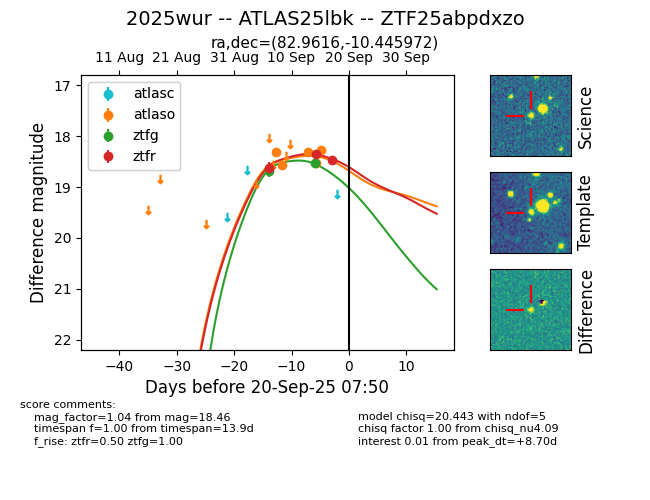 2025wur -- ATLAS25lbk -- ZTF25abpdxzo
ra,dec=(82.9616,-10.445972)
11 Aug 21 Aug 31 Aug 10 Sep 20 Sep 30 Sep
atlasc
atlaso
ztfg
ztfr
17
18
19
20
21
22
Difference magnitude
−40 −30 −20 −10 0 10
Days before 20-Sep-25 07:50
Science
Template
Difference
score comments:
mag_factor=1.04 from mag=18.46
timespan f=1.00 from timespan=13.9d
f_rise: ztfr=0.50 ztfg=1.00
model chisq=20.443 with ndof=5
chisq factor 1.00 from chisq_nu4.09
interest 0.01 from peak_dt=+8.70d